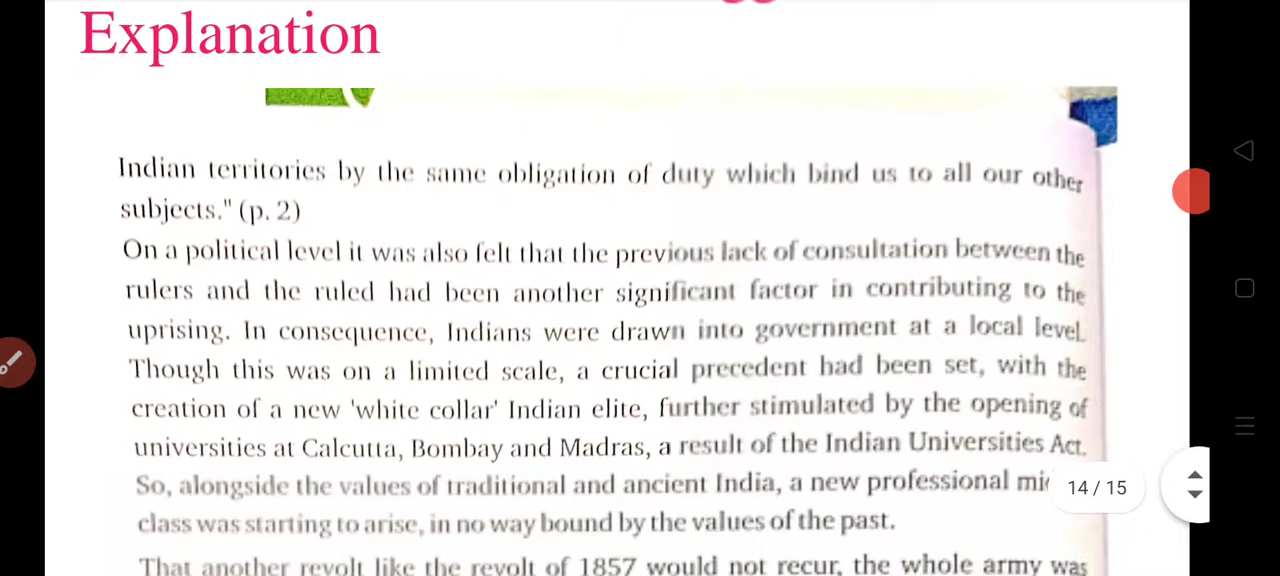 Explanation
Indian territories by the same obligation of duty which bind us to all our other
subjects." (p. 2)
On a political level it was also felt that the previous lack of consultation between the
rulers and the ruled had been another significant factor in contributing to the
uprising. In consequence, Indians were drawn into government at a local level.
Though this was on a limited scale, a crucial precedent had been set, with the
creation of a new 'white collar' Indian elite, further stimulated by the opening of
universities at Calcutta, Bombay and Madras, a result of the Indian Universities Act.
So, alongside the values of traditional and ancient India, a new professional
14 / 15
class was starting to arise, in no way bound by the values of the past.
That another revolt like the revolt of 1857 would not recur, the whole army was